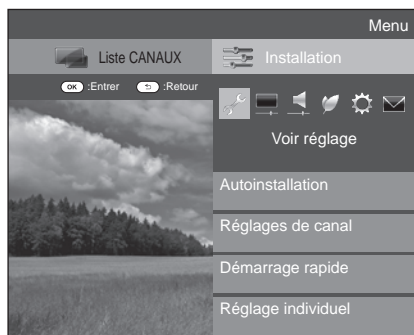 Menu
Liste CANAUX
Installation
OK :Entrer :Retour
Voir réglage
Autoinstallation
Réglages de canal
Démarrage rapide
Réglage individuel